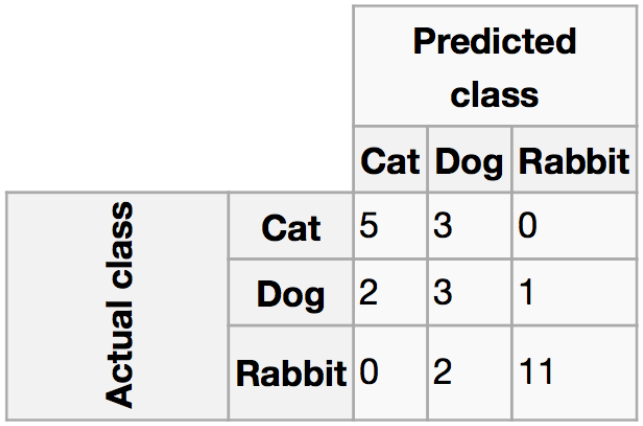 Predicted
class
Cat Dog Rabbit
Actual class
Cat 5 3 0
Dog 2 3 1
Rabbit 0 2 11